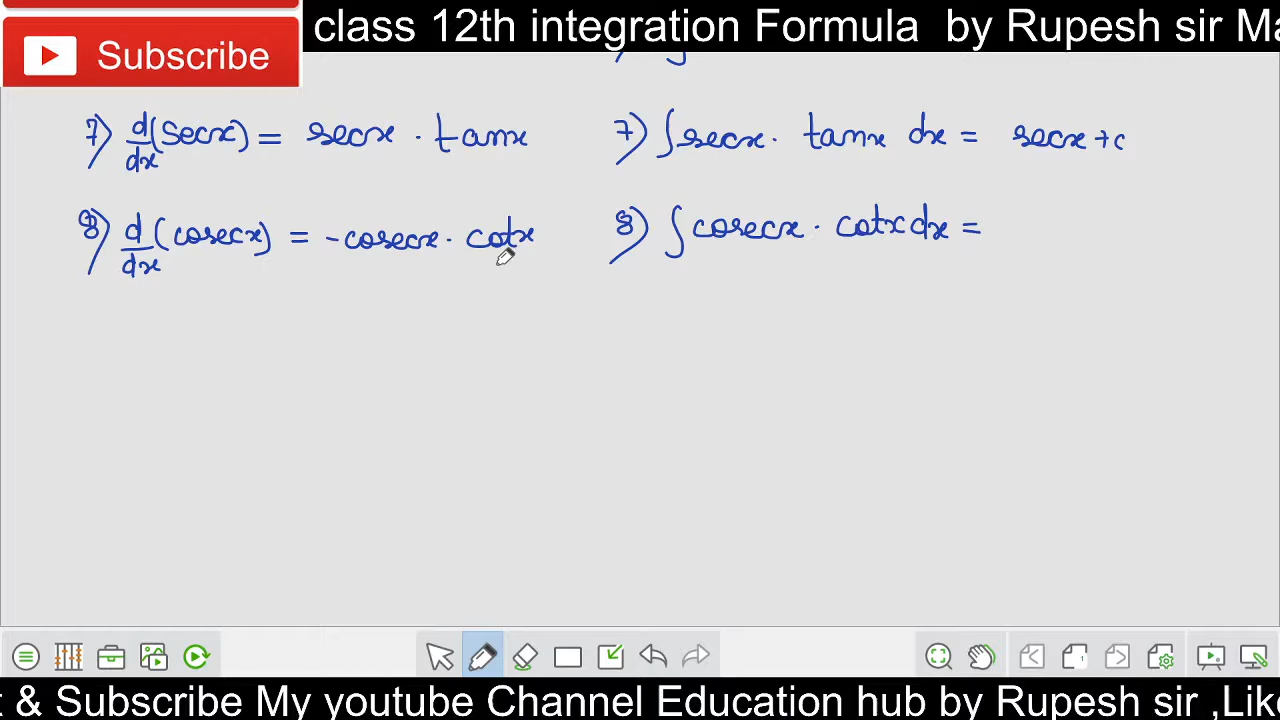 class 12th integration Formula by Rupesh sir Ma
Subscribe
7) d/dx (secx) = secx · tanx
7) ∫ secx · tanx dx = secx + c
8) d/dx (cosecx) = -cosecx · cotx
8) ∫ cosecx · cotx dx =
t & Subscribe My youtube Channel Education hub by Rupesh sir ,Lik